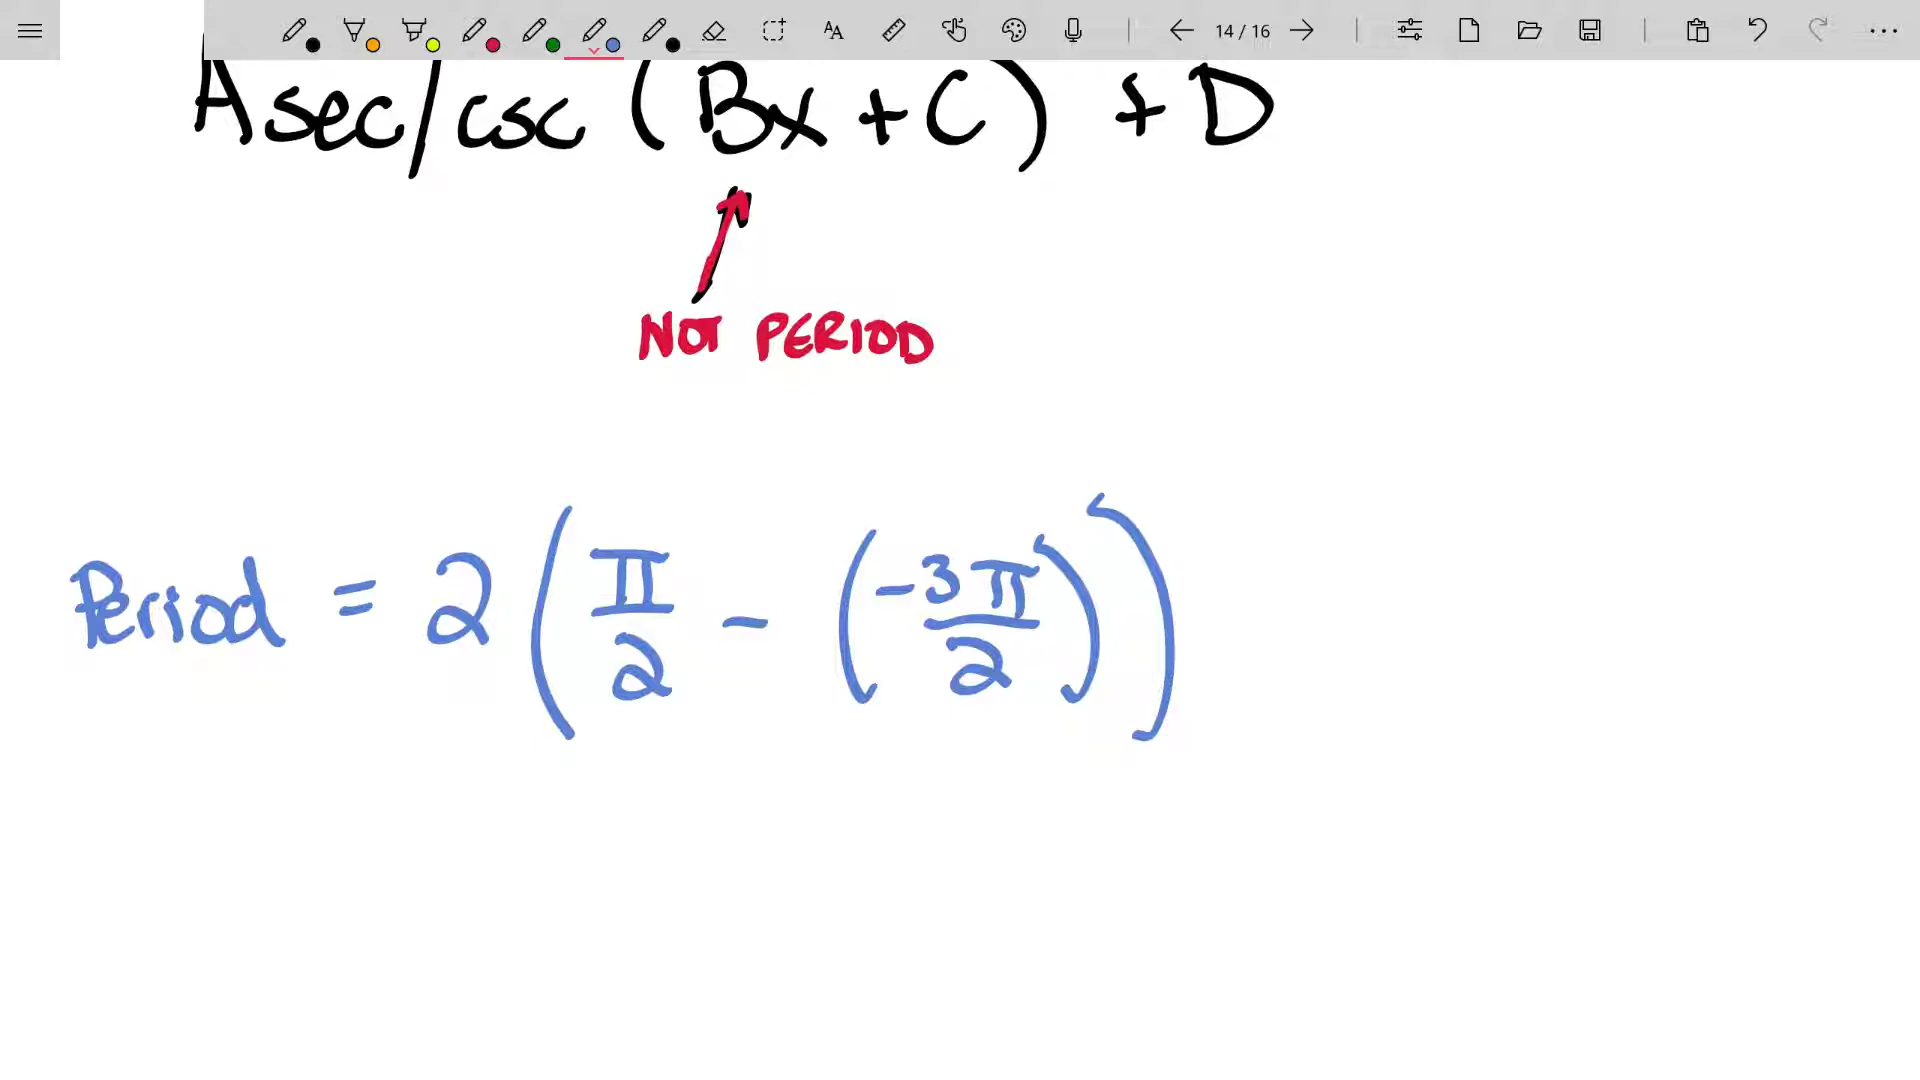 14 / 16
A sec/csc (Bx + C) + D
NOT PERIOD
Period = 2 (π/2 - (-3π/2))